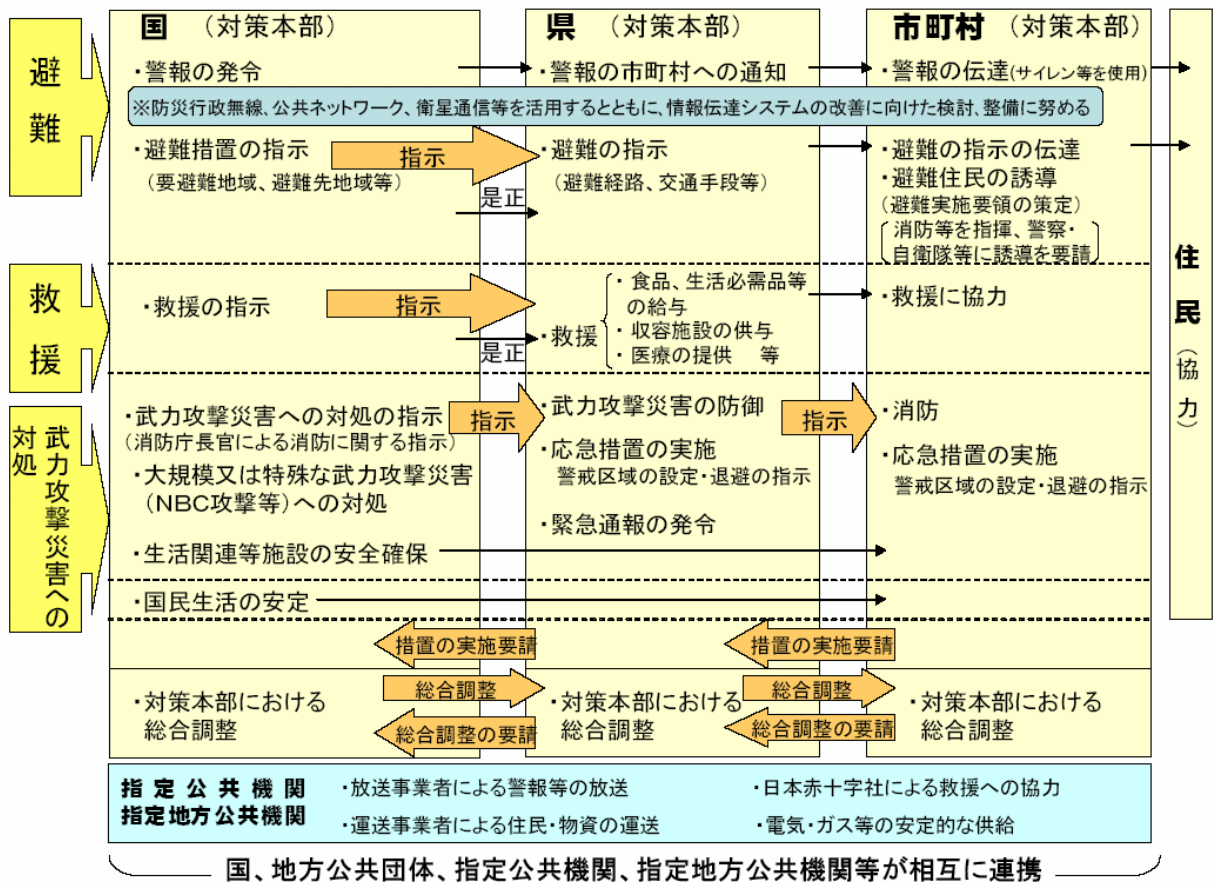 避難
国 (対策本部)
県 (対策本部)
市町村 (対策本部)
・警報の発令
・警報の市町村への通知
・警報の伝達(サイレン等を使用)
※防災行政無線、公共ネットワーク、衛星通信等を活用するとともに、情報伝達システムの改善に向けた検討、整備に努める
・避難措置の指示
(要避難地域、避難先地域等)
指示
是正
・避難の指示
(避難経路、交通手段等)
・避難の指示の伝達
・避難住民の誘導
(避難実施要領の策定)
消防等を指揮、警察・
自衛隊等に誘導を要請
住民(協力)
救援
・救援の指示
指示
是正
・救援
・食品、生活必需品等
の給与
・収容施設の供与
・医療の提供 等
・救援に協力
武力攻撃災害への
対処
・武力攻撃災害への対処の指示
(消防庁長官による消防に関する指示)
・大規模又は特殊な武力攻撃災害
(NBC攻撃等)への対処
・生活関連等施設の安全確保
指示
・武力攻撃災害の防御
・応急措置の実施
警戒区域の設定・退避の指示
・緊急通報の発令
指示
・消防
・応急措置の実施
警戒区域の設定・退避の指示
・国民生活の安定
措置の実施要請
措置の実施要請
・対策本部における
総合調整
総合調整
総合調整の要請
・対策本部における
総合調整
総合調整
総合調整の要請
・対策本部における
総合調整
指定公共機関
指定地方公共機関
・放送事業者による警報等の放送
・日本赤十字社による救援への協力
・運送事業者による住民・物資の運送
・電気・ガス等の安定的な供給
国、地方公共団体、指定公共機関、指定地方公共機関等が相互に連携